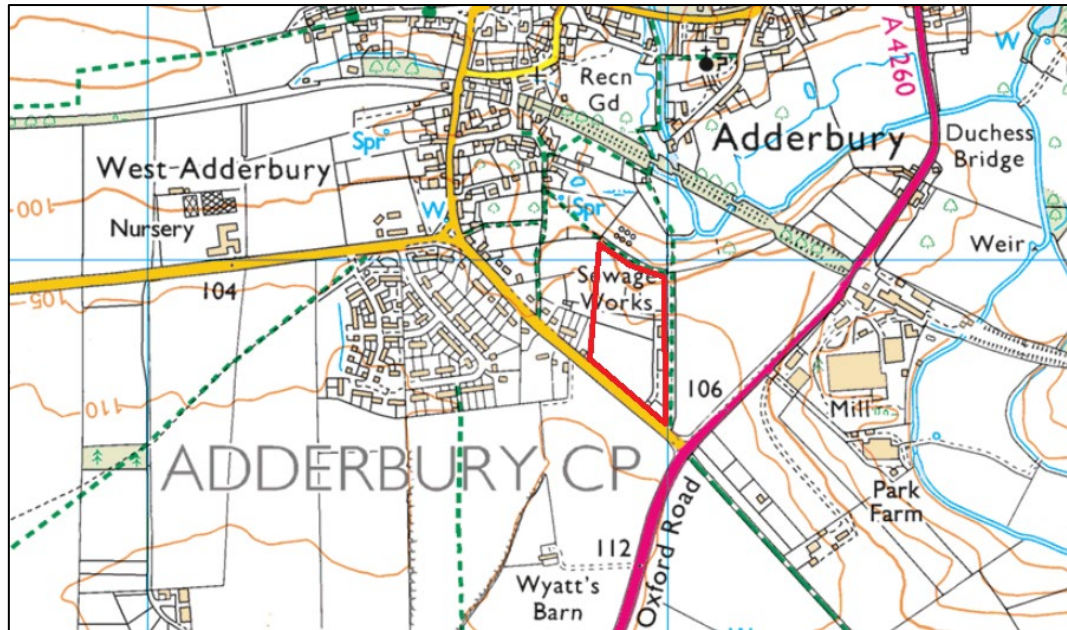 W
A 4260
Recn
Gd
Adderbury
Duchess
Bridge
Spr
West-Adderbury
100
Spr
W
Nursery
Weir
Sewage
Works
104
105
106
110
Mill
ADDERBURY CP
Park
Farm
Oxford Road
112
Wyatt's
Barn